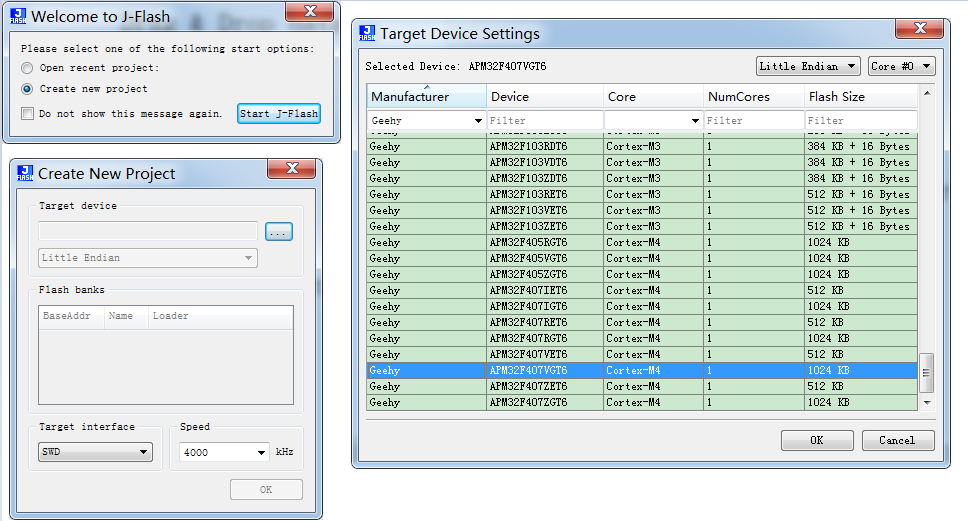 Welcome to J-Flash
Please select one of the following start options:
Open recent project:
Create new project
Do not show this message again.
Start J-Flash
Create New Project
Target device
...
Little Endian
Flash banks
BaseAddr Name Loader
Target interface
SWD
Speed
4000 kHz
OK
Target Device Settings
Selected Device: APM32F407VGT6
Little Endian
Core #0
Manufacturer Device Core NumCores Flash Size
Geehy Filter Filter Filter
Geehy APM32F103RDT6 Cortex-M3 1 384 KB + 16 Bytes
Geehy APM32F103VDT6 Cortex-M3 1 384 KB + 16 Bytes
Geehy APM32F103ZDT6 Cortex-M3 1 384 KB + 16 Bytes
Geehy APM32F103RET6 Cortex-M3 1 512 KB + 16 Bytes
Geehy APM32F103VET6 Cortex-M3 1 512 KB + 16 Bytes
Geehy APM32F103ZET6 Cortex-M3 1 512 KB + 16 Bytes
Geehy APM32F405RGT6 Cortex-M4 1 1024 KB
Geehy APM32F405VGT6 Cortex-M4 1 1024 KB
Geehy APM32F405ZGT6 Cortex-M4 1 1024 KB
Geehy APM32F407IET6 Cortex-M4 1 512 KB
Geehy APM32F407IGT6 Cortex-M4 1 1024 KB
Geehy APM32F407RET6 Cortex-M4 1 512 KB
Geehy APM32F407RGT6 Cortex-M4 1 1024 KB
Geehy APM32F407VET6 Cortex-M4 1 512 KB
Geehy APM32F407VGT6 Cortex-M4 1 1024 KB
Geehy APM32F407ZET6 Cortex-M4 1 512 KB
Geehy APM32F407ZGT6 Cortex-M4 1 1024 KB
OK Cancel